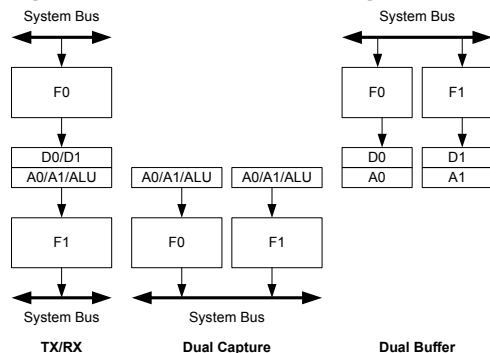 System Bus
F0
D0/D1
A0/A1/ALU
F1
System Bus
TX/RX
A0/A1/ALU
A0/A1/ALU
F0
F1
System Bus
Dual Capture
System Bus
F0
F1
D0
D1
A0
A1
Dual Buffer